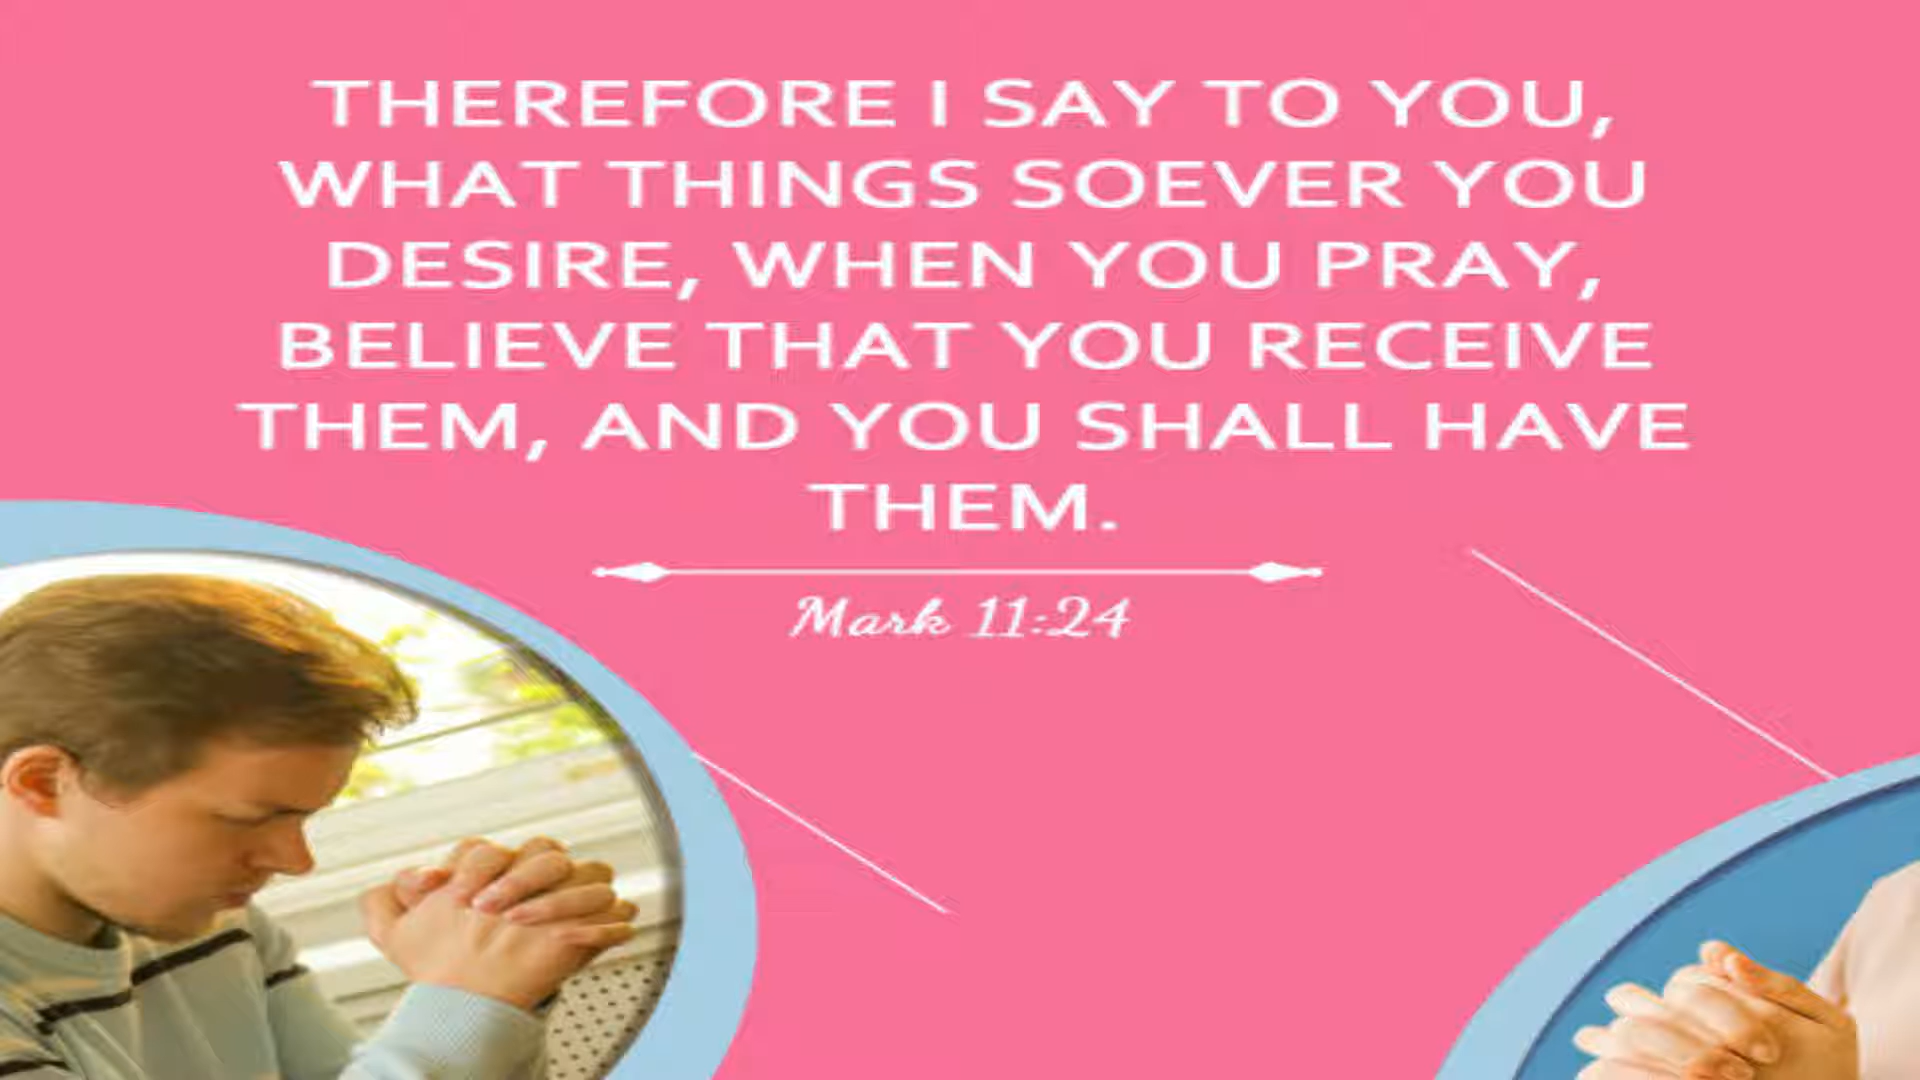 THEREFORE I SAY TO YOU,
WHAT THINGS SOEVER YOU
DESIRE, WHEN YOU PRAY,
BELIEVE THAT YOU RECEIVE
THEM, AND YOU SHALL HAVE
THEM.
Mark 11:24